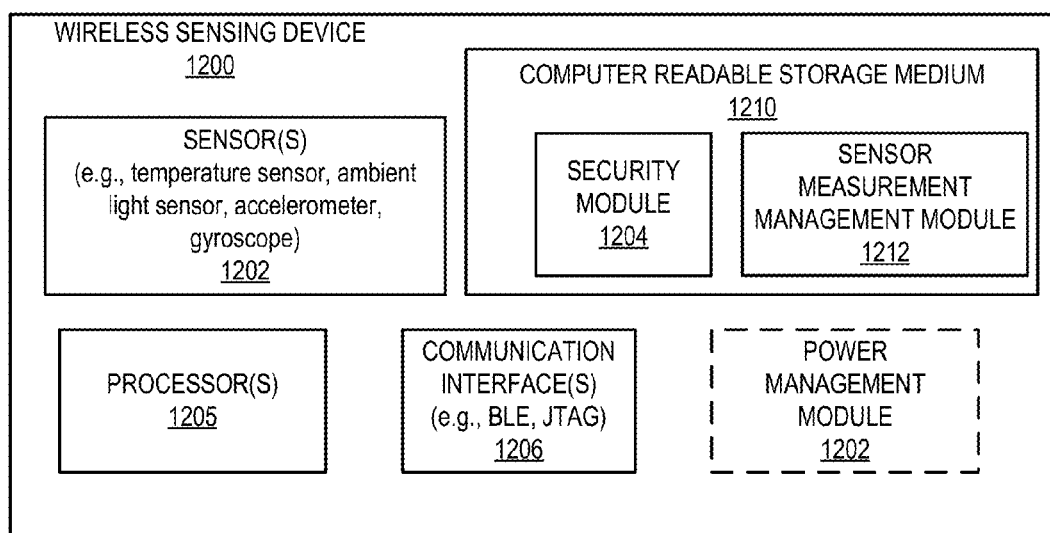 WIRELESS SENSING DEVICE
1200
SENSOR(S)
(e.g., temperature sensor, ambient
light sensor, accelerometer,
gyroscope)
1202
COMPUTER READABLE STORAGE MEDIUM
1210
SECURITY
MODULE
1204
SENSOR
MEASUREMENT
MANAGEMENT MODULE
1212
PROCESSOR(S)
1205
COMMUNICATION
INTERFACE(S)
(e.g., BLE, JTAG)
1206
POWER
MANAGEMENT
MODULE
1202